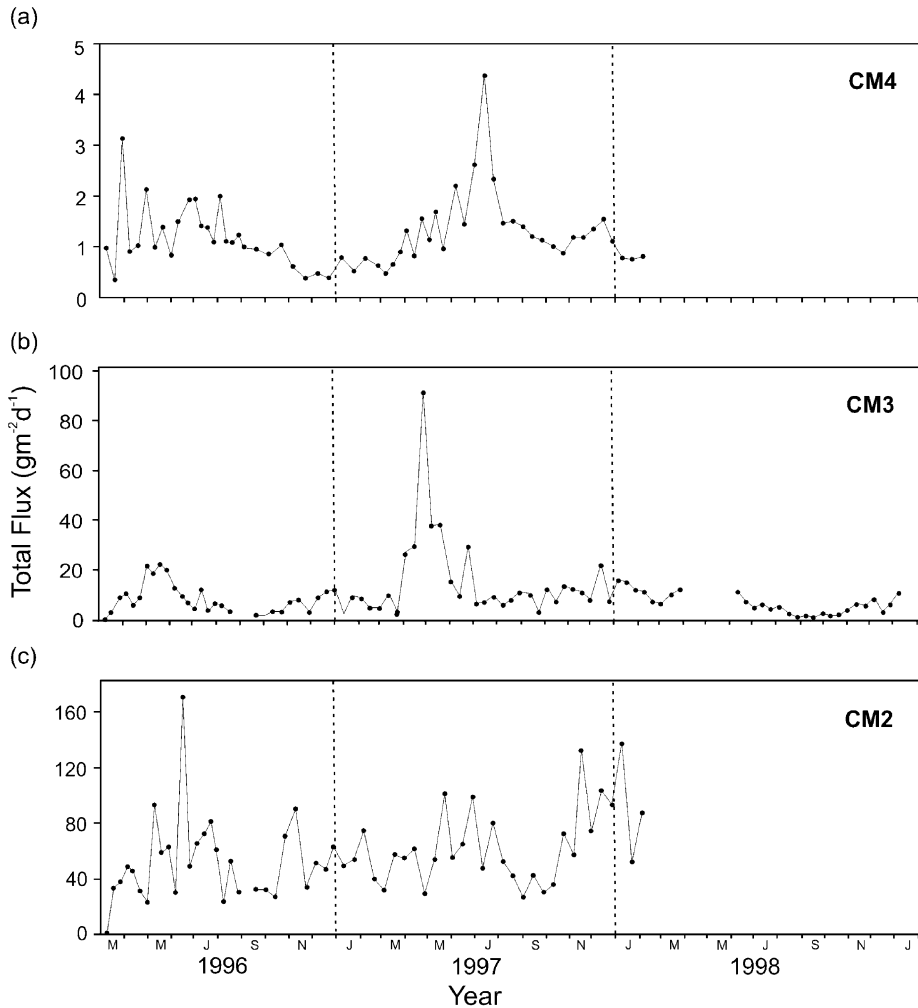 (a)
5
4
3
2
1
0
CM4
(b)
100
80
60
40
20
0
CM3
Total Flux (gm⁻²d⁻¹)
(c)
160
120
80
40
0
CM2
M M J S N J M M J S N J M M J S N J
1996 1997 1998
Year